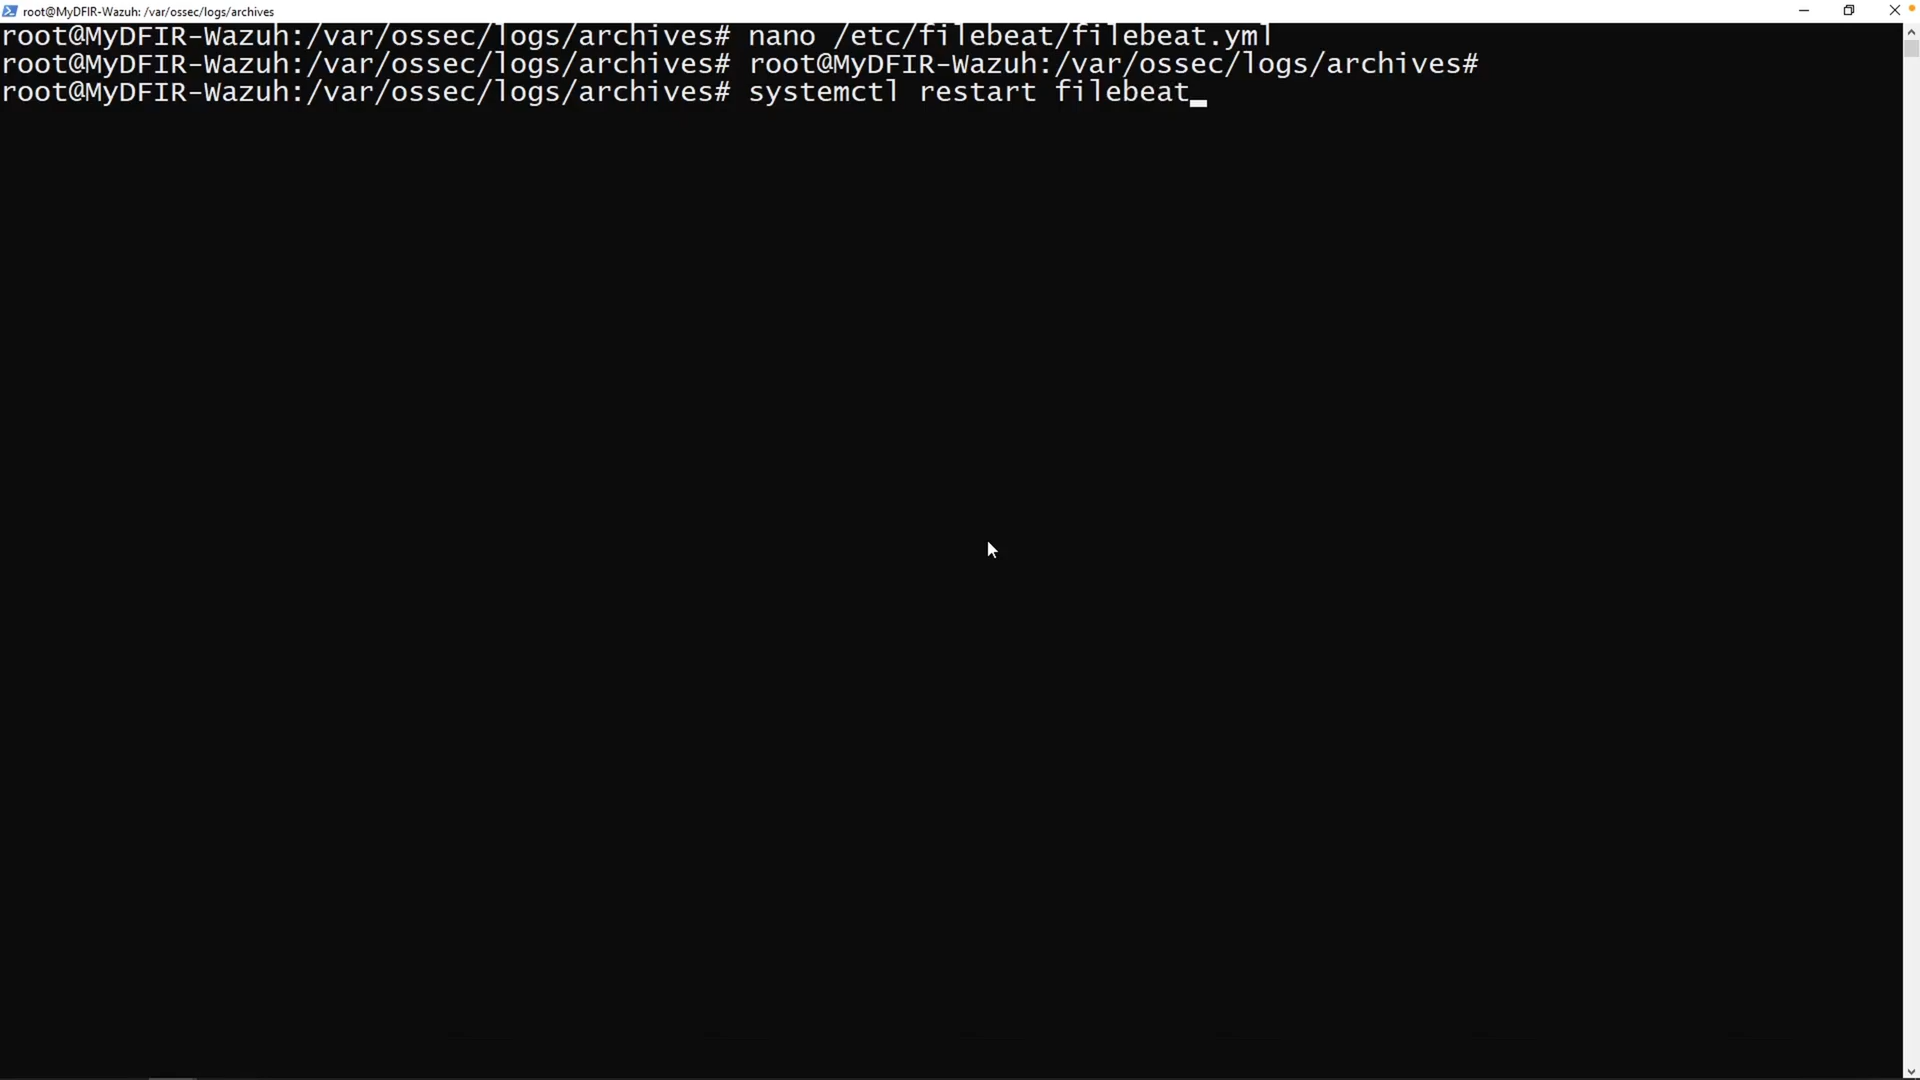 root@MyDFIR-Wazuh: /var/ossec/logs/archives
root@MyDFIR-Wazuh:/var/ossec/logs/archives# nano /etc/filebeat/filebeat.yml
root@MyDFIR-Wazuh:/var/ossec/logs/archives# root@MyDFIR-Wazuh:/var/ossec/logs/archives#
root@MyDFIR-Wazuh:/var/ossec/logs/archives# systemctl restart filebeat